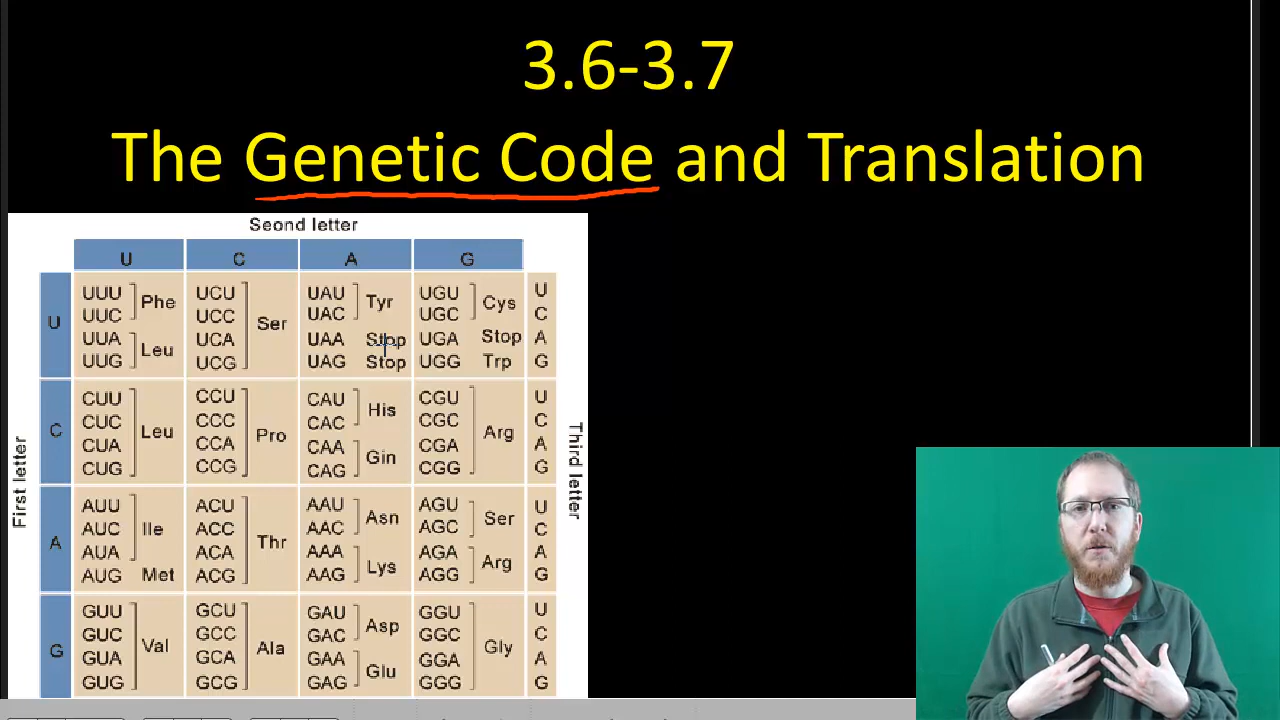 3.6-3.7
The Genetic Code and Translation
Seond letter
U C A G
First letter
Third letter
U
UUU
UUC
Phe
UUA
UUG
Leu
UCU
UCC
UCA
UCG
Ser
UAU
UAC
Tyr
UAA Stop
UAG Stop
UGU
UGC
Cys
UGA Stop
UGG Trp
U
C
A
G
C
CUU
CUC
CUA
CUG
Leu
CCU
CCC
CCA
CCG
Pro
CAU
CAC
His
CAA
CAG
Gin
CGU
CGC
CGA
CGG
Arg
U
C
A
G
A
AUU
AUC
AUA
Ile
AUG Met
ACU
ACC
ACA
ACG
Thr
AAU
AAC
Asn
AAA
AAG
Lys
AGU
AGC
Ser
AGA
AGG
Arg
U
C
A
G
G
GUU
GUC
GUA
GUG
Val
GCU
GCC
GCA
GCG
Ala
GAU
GAC
Asp
GAA
GAG
Glu
GGU
GGC
GGA
GGG
Gly
U
C
A
G